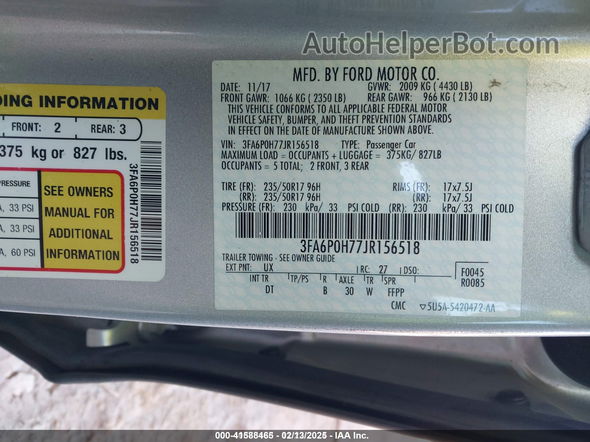 AutoHelperBot.com
DING INFORMATION
FRONT: 2 REAR: 3
375 kg or 827 lbs.
PRESSURE
A, 33 PSI
A, 33 PSI
A, 60 PSI
SEE OWNERS
MANUAL FOR
ADDITIONAL
INFORMATION
3FA6P0H77JR156518
MFD. BY FORD MOTOR CO.
DATE: 11/17 GVWR: 2009 KG ( 4430 LB)
FRONT GAWR: 1066 KG ( 2350 LB) REAR GAWR: 966 KG ( 2130 LB)
THIS VEHICLE CONFORMS TO ALL APPLICABLE FEDERAL MOTOR
VEHICLE SAFETY, BUMPER, AND THEFT PREVENTION STANDARDS
IN EFFECT ON THE DATE OF MANUFACTURE SHOWN ABOVE.
VIN: 3FA6P0H77JR156518 TYPE: Passenger Car
MAXIMUM LOAD = OCCUPANTS + LUGGAGE = 375KG/ 827LB
OCCUPANTS = 5 TOTAL; 2 FRONT, 3 REAR
TIRE (FR): 235/50R17 96H RIMS (FR): 17x7.5J
(RR): 235/50R17 96H (RR): 17x7.5J
PRESSURE (FR): 230 kPa/ 33 PSI COLD (RR): 230 kPa/ 33 PSI COLD
3FA6P0H77JR156518
TRAILER TOWING - SEE OWNER GUIDE
EXT PNT: UX RC: 27 DSO: F0045
INT TR TP/PS R AXLE TR SPR R0085
DT B 30 W FFPP
CMC ▽5U5A-5420472-AA
000-41588465 - 02/13/2025 - IAA Inc.
AutoHelperBot.com